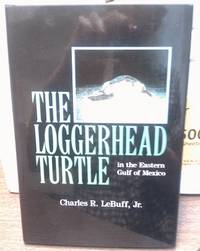 THE
LOGGERHEAD
TURTLE
in the Eastern
Gulf of Mexico
Charles R. LeBuff, Jr.